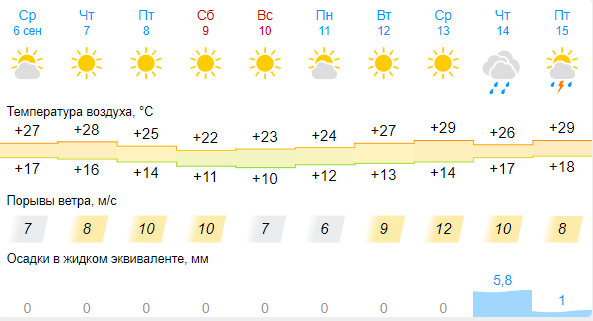 Ср Чт Пт Сб Вс Пн Вт Ср Чт Пт
6 сен 7 8 9 10 11 12 13 14 15
Температура воздуха, °C
+27 +28 +25 +22 +23 +24 +27 +29 +26 +29
+17 +16 +14 +11 +10 +12 +13 +14 +17 +18
Порывы ветра, м/с
7 8 10 10 7 6 9 12 10 8
Осадки в жидком эквиваленте, мм
0 0 0 0 0 0 0 0 5,8 1